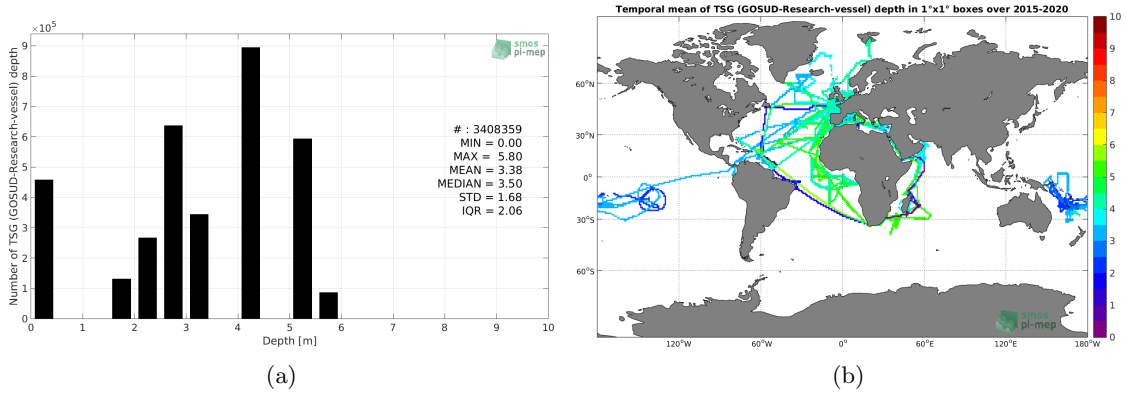 ×10^5
9
8
7
6
5
4
3
2
1
0
Number of TSG (GOSUD-Research-vessel) depth
smos
pi-mep
# : 3408359
MIN = 0.00
MAX = 5.80
MEAN = 3.38
MEDIAN = 3.50
STD = 1.68
IQR = 2.06
0 1 2 3 4 5 6 7 8 9 10
Depth [m]
(a)
Temporal mean of TSG (GOSUD-Research-vessel) depth in 1°x1° boxes over 2015-2020
60°N
30°N
0°
30°S
60°S
120°W 60°W 0° 60°E 120°E 180°W
smos
pi-mep
10
9
8
7
6
5
4
3
2
1
0
(b)